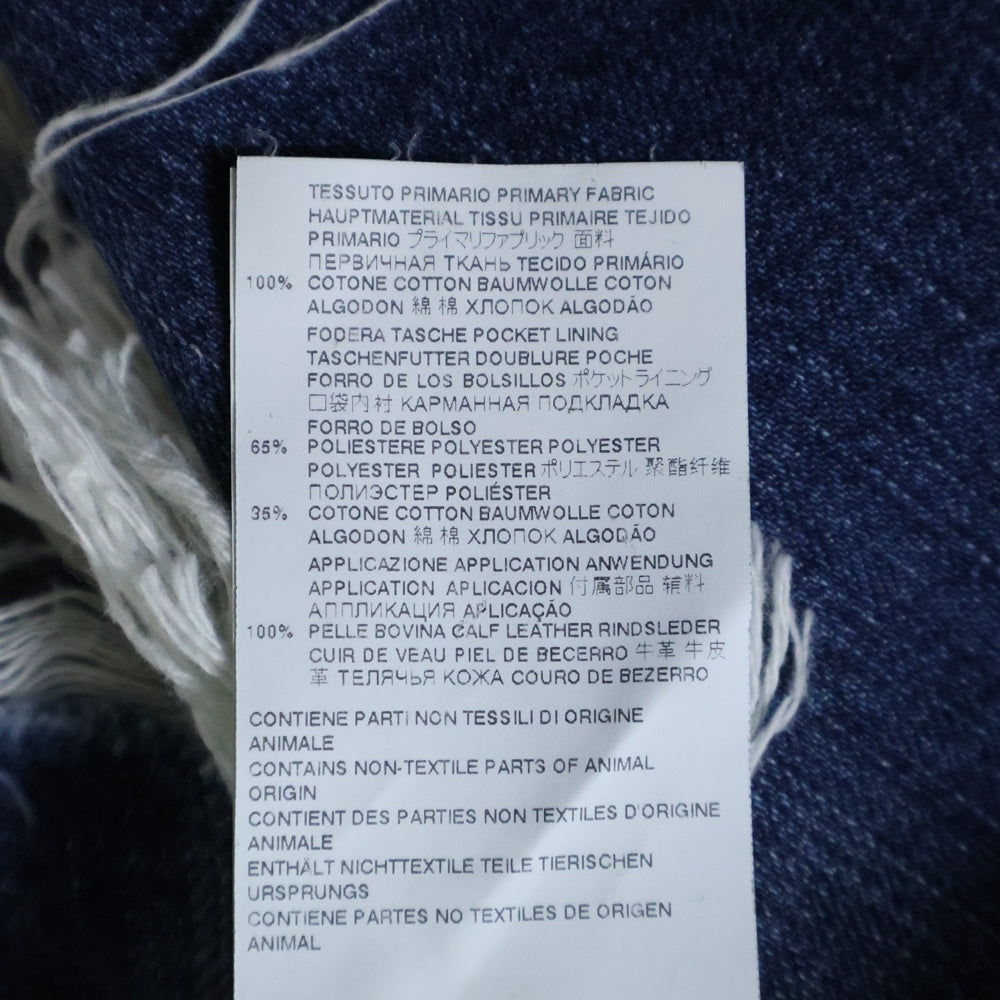 TESSUTO PRIMARIO PRIMARY FABRIC
HAUPTMATERIAL TISSU PRIMAIRE TEJIDO
PRIMARIO プライマリファブリック 面料
ПЕРВИЧНАЯ ТКАНЬ TECIDO PRIMÁRIO
100% COTONE COTTON BAUMWOLLE COTON
ALGODON 綿 棉 ХЛОПОК ALGODÃO
FODERA TASCHE POCKET LINING
TASCHENFUTTER DOUBLURE POCHE
FORRO DE LOS BOLSILLOS ポケットライニング
口袋内衬 КАРМАННАЯ ПОДКЛАДКА
FORRO DE BOLSO
65% POLIESTERE POLYESTER POLYESTER
POLYESTER POLIESTER ポリエステル 聚酯纤维
ПОЛИЭСТЕР POLIÉSTER
35% COTONE COTTON BAUMWOLLE COTON
ALGODON 綿 棉 ХЛОПОК ALGODÃO
APPLICAZIONE APPLICATION ANWENDUNG
APPLICATION APLICACION 付属部品 辅料
АППЛИКАЦИЯ APLICAÇÃO
100% PELLE BOVINA CALF LEATHER RINDSLEDER
CUIR DE VEAU PIEL DE BECERRO 牛革 牛皮
革 ТЕЛЯЧЬЯ КОЖА COURO DE BEZERRO
CONTIENE PARTI NON TESSILI DI ORIGINE
ANIMALE
CONTAINS NON-TEXTILE PARTS OF ANIMAL
ORIGIN
CONTIENT DES PARTIES NON TEXTILES D'ORIGINE
ANIMALE
ENTHÄLT NICHTTEXTILE TEILE TIERISCHEN
URSPRUNGS
CONTIENE PARTES NO TEXTILES DE ORIGEN
ANIMAL